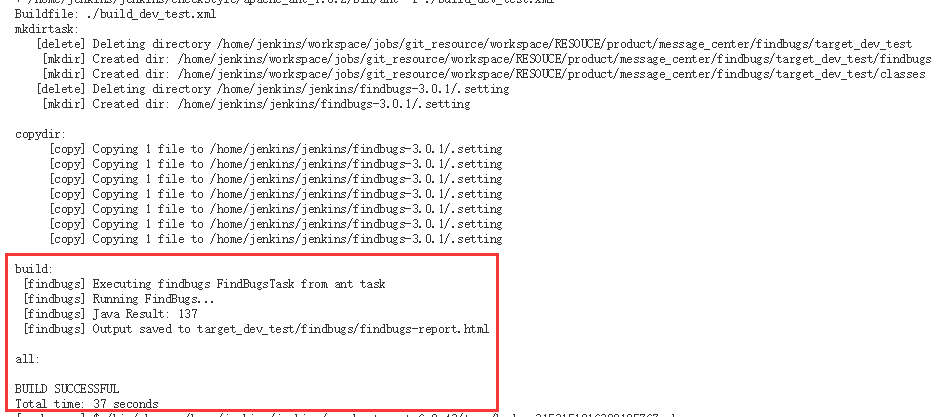 Buildfile: ./build_dev_test.xml
mkdirtask:
[delete] Deleting directory /home/jenkins/workspace/jobs/git_resource/workspace/RESOUCE/product/message_center/findbugs/target_dev_test
[mkdir] Created dir: /home/jenkins/workspace/jobs/git_resource/workspace/RESOUCE/product/message_center/findbugs/target_dev_test/findbugs
[mkdir] Created dir: /home/jenkins/workspace/jobs/git_resource/workspace/RESOUCE/product/message_center/findbugs/target_dev_test/classes
[delete] Deleting directory /home/jenkins/jenkins/findbugs-3.0.1/.setting
[mkdir] Created dir: /home/jenkins/jenkins/findbugs-3.0.1/.setting
copydir:
[copy] Copying 1 file to /home/jenkins/jenkins/findbugs-3.0.1/.setting
[copy] Copying 1 file to /home/jenkins/jenkins/findbugs-3.0.1/.setting
[copy] Copying 1 file to /home/jenkins/jenkins/findbugs-3.0.1/.setting
[copy] Copying 1 file to /home/jenkins/jenkins/findbugs-3.0.1/.setting
[copy] Copying 1 file to /home/jenkins/jenkins/findbugs-3.0.1/.setting
[copy] Copying 1 file to /home/jenkins/jenkins/findbugs-3.0.1/.setting
[copy] Copying 1 file to /home/jenkins/jenkins/findbugs-3.0.1/.setting
build:
[findbugs] Executing findbugs FindBugsTask from ant task
[findbugs] Running FindBugs...
[findbugs] Java Result: 137
[findbugs] Output saved to target_dev_test/findbugs/findbugs-report.html
all:
BUILD SUCCESSFUL
Total time: 37 seconds